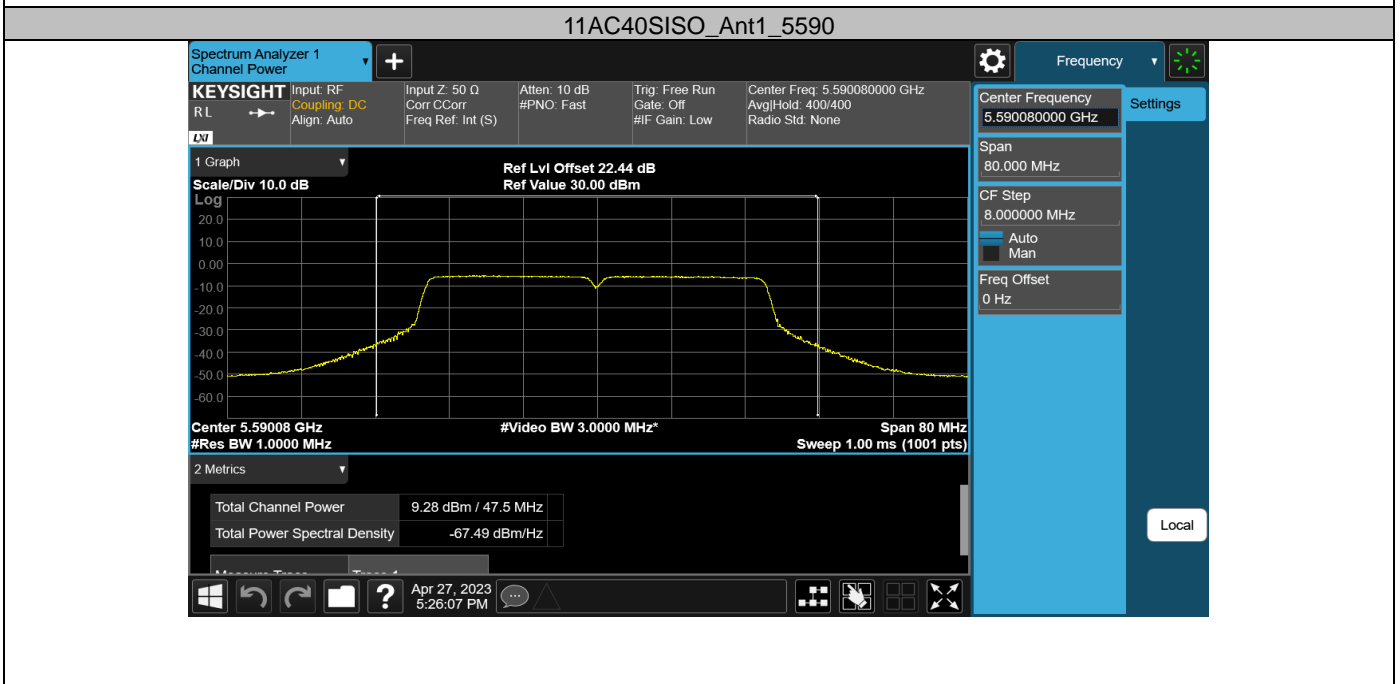 11AC40SISO_Ant1_5590
Spectrum Analyzer 1
Channel Power
Frequency
KEYSIGHT
R L
LXI
Input: RF
Coupling: DC
Align: Auto
Input Z: 50 Ω
Corr CCorr
Freq Ref: Int (S)
Atten: 10 dB
#PNO: Fast
Trig: Free Run
Gate: Off
#IF Gain: Low
Center Freq: 5.590080000 GHz
Avg|Hold: 400/400
Radio Std: None
Center Frequency
5.590080000 GHz
Settings
Span
80.000 MHz
CF Step
8.000000 MHz
Auto
Man
Freq Offset
0 Hz
1 Graph
Scale/Div 10.0 dB
Ref Lvl Offset 22.44 dB
Ref Value 30.00 dBm
Log
20.0
10.0
0.00
-10.0
-20.0
-30.0
-40.0
-50.0
-60.0
Center 5.59008 GHz
#Video BW 3.0000 MHz*
Span 80 MHz
#Res BW 1.0000 MHz
Sweep 1.00 ms (1001 pts)
2 Metrics
Total Channel Power 9.28 dBm / 47.5 MHz
Total Power Spectral Density -67.49 dBm/Hz
Measure Trace Trace 1
Local
?
Apr 27, 2023
5:26:07 PM